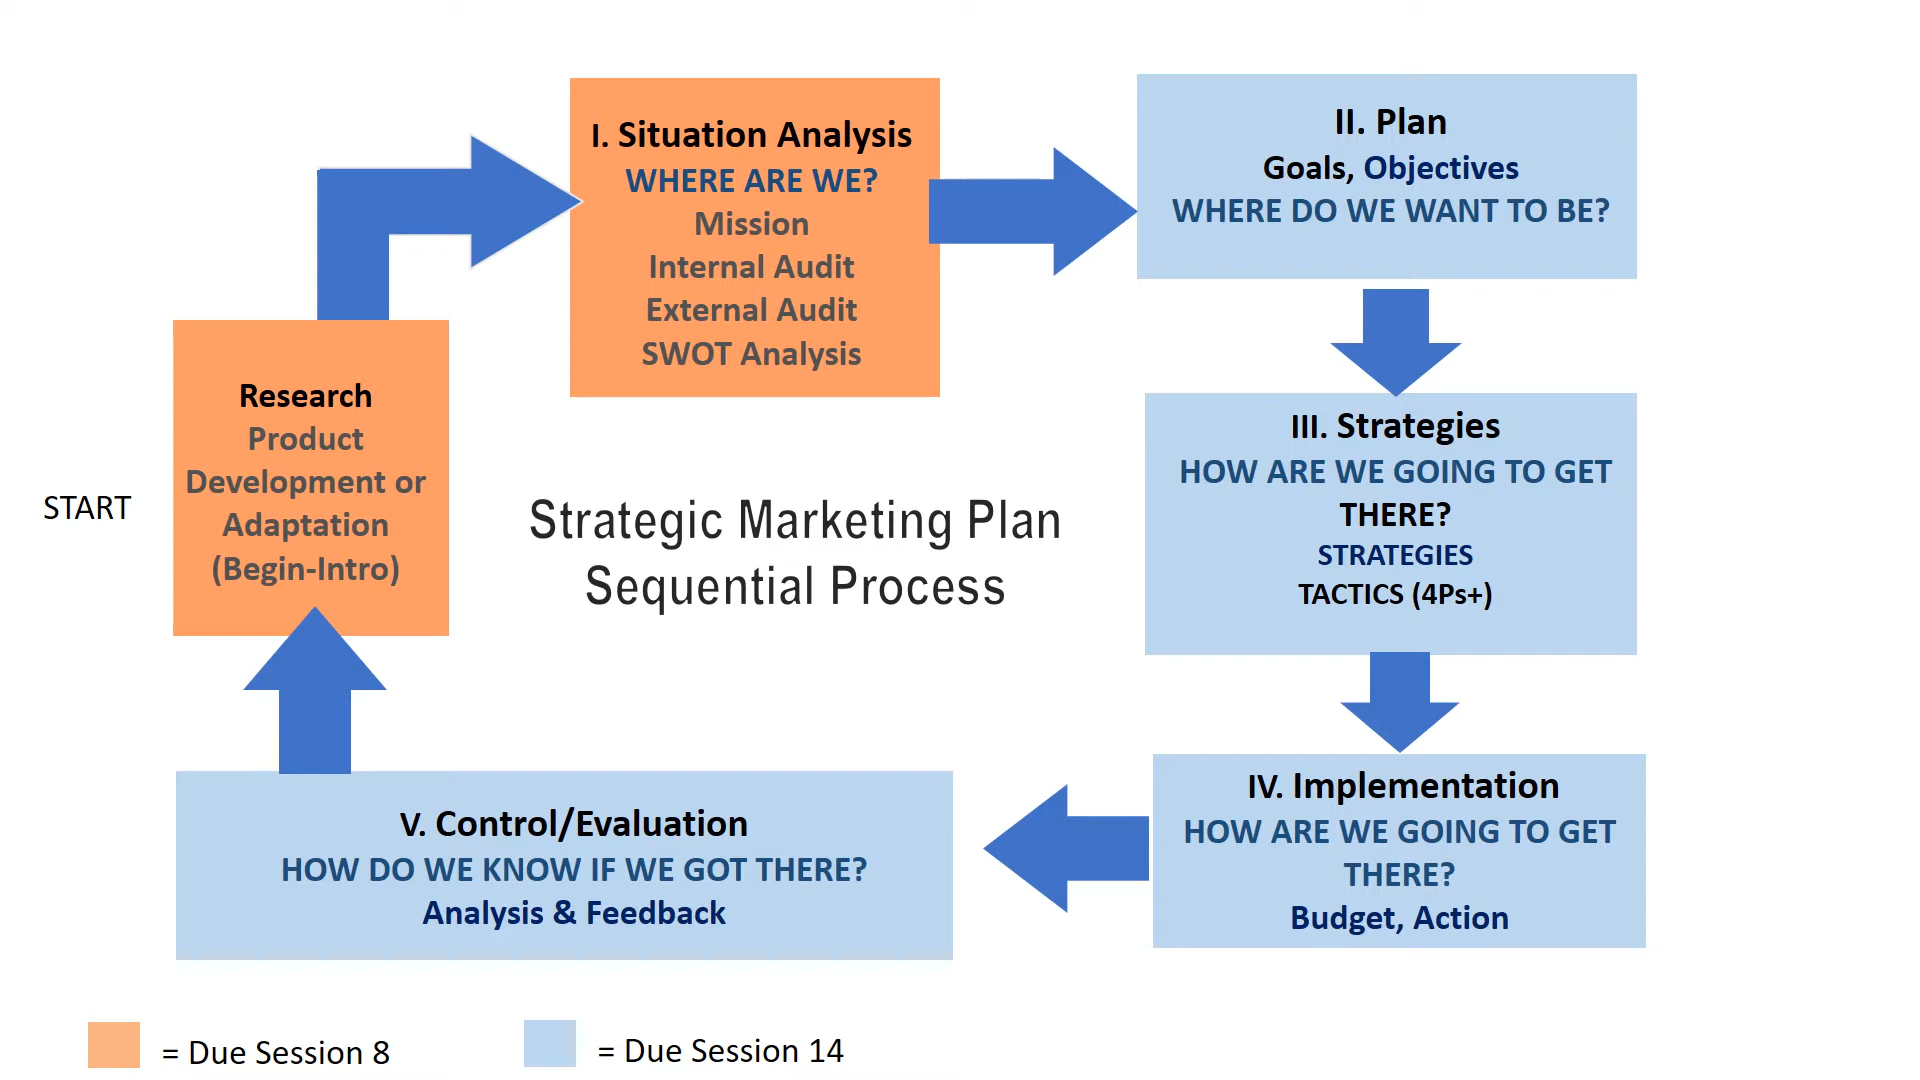 START
Research
Product
Development or
Adaptation
(Begin-Intro)
I. Situation Analysis
WHERE ARE WE?
Mission
Internal Audit
External Audit
SWOT Analysis
II. Plan
Goals, Objectives
WHERE DO WE WANT TO BE?
III. Strategies
HOW ARE WE GOING TO GET
THERE?
STRATEGIES
TACTICS (4Ps+)
IV. Implementation
HOW ARE WE GOING TO GET
THERE?
Budget, Action
V. Control/Evaluation
HOW DO WE KNOW IF WE GOT THERE?
Analysis & Feedback
Strategic Marketing Plan
Sequential Process
= Due Session 8
= Due Session 14